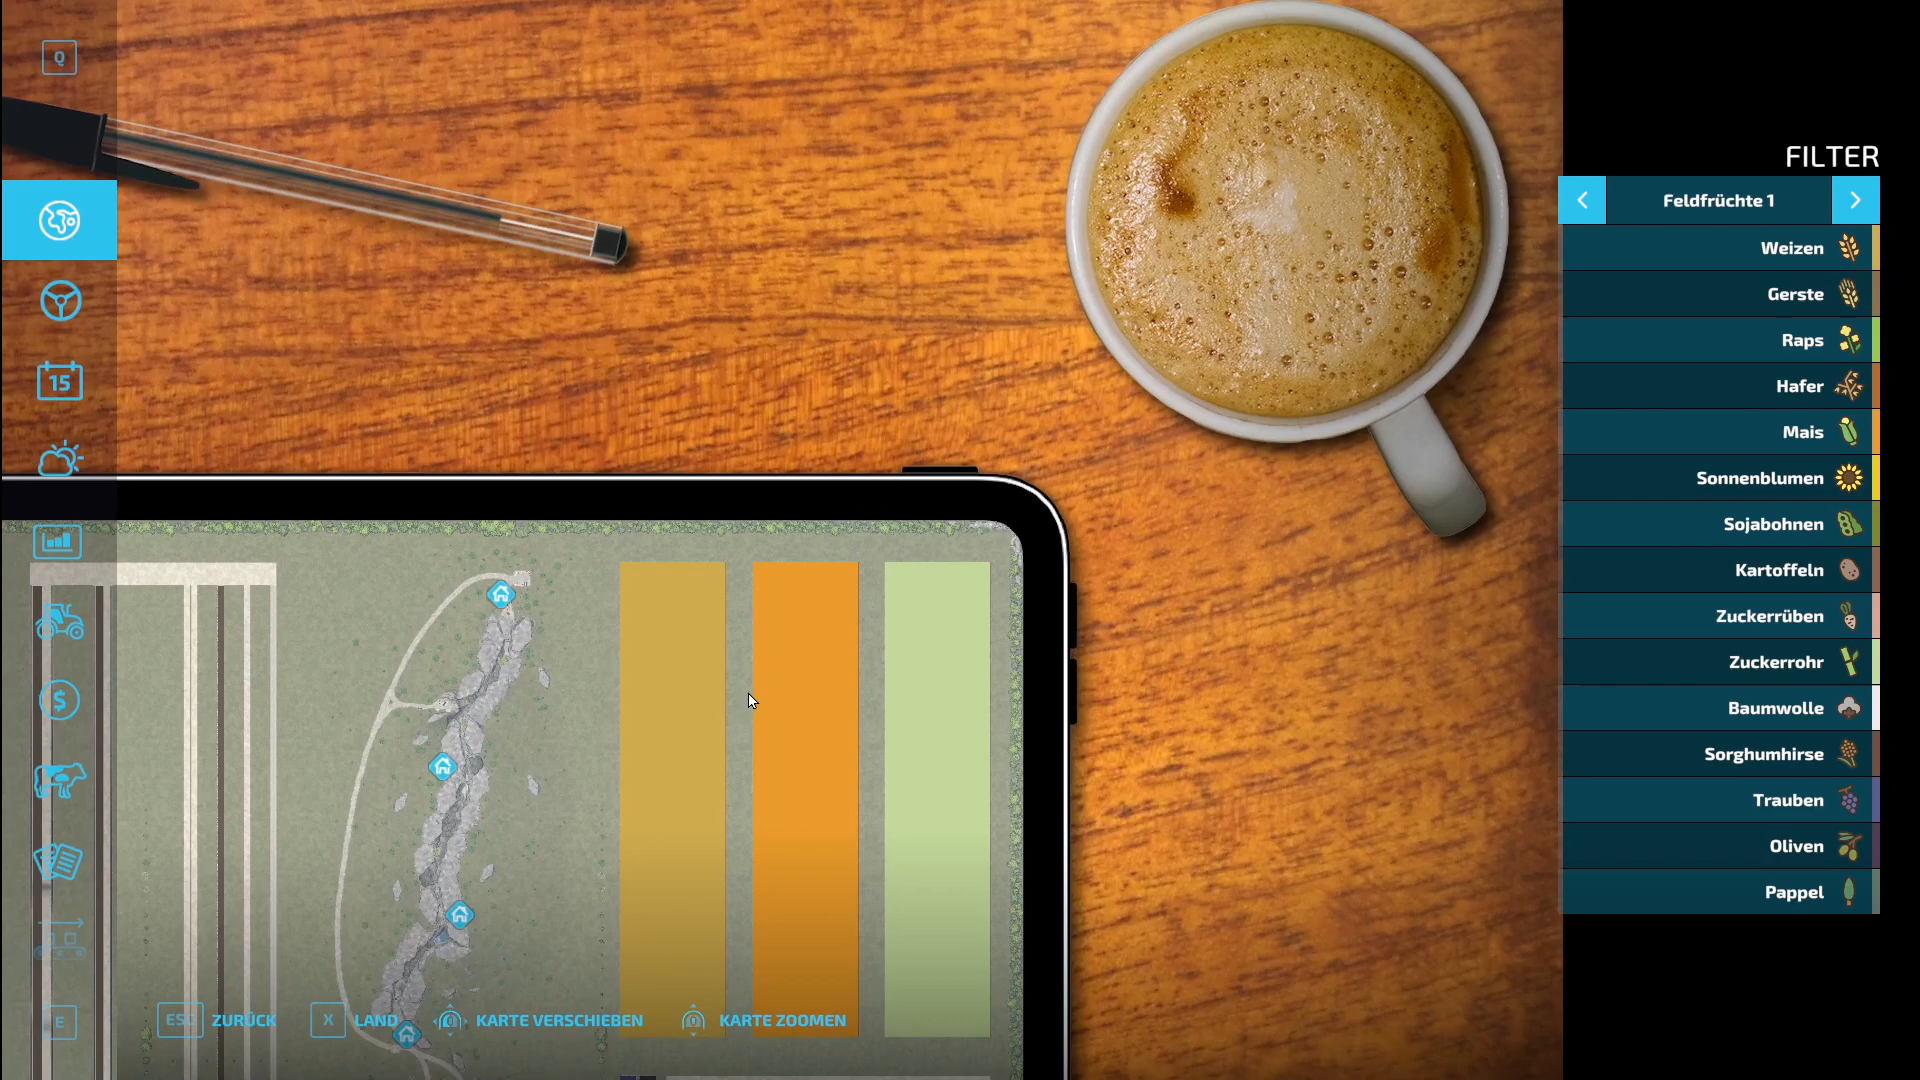 Q
15
$
E
ESC ZURÜCK
X LAND
KARTE VERSCHIEBEN
KARTE ZOOMEN
FILTER
Feldfrüchte 1
Weizen
Gerste
Raps
Hafer
Mais
Sonnenblumen
Sojabohnen
Kartoffeln
Zuckerrüben
Zuckerrohr
Baumwolle
Sorghumhirse
Trauben
Oliven
Pappel